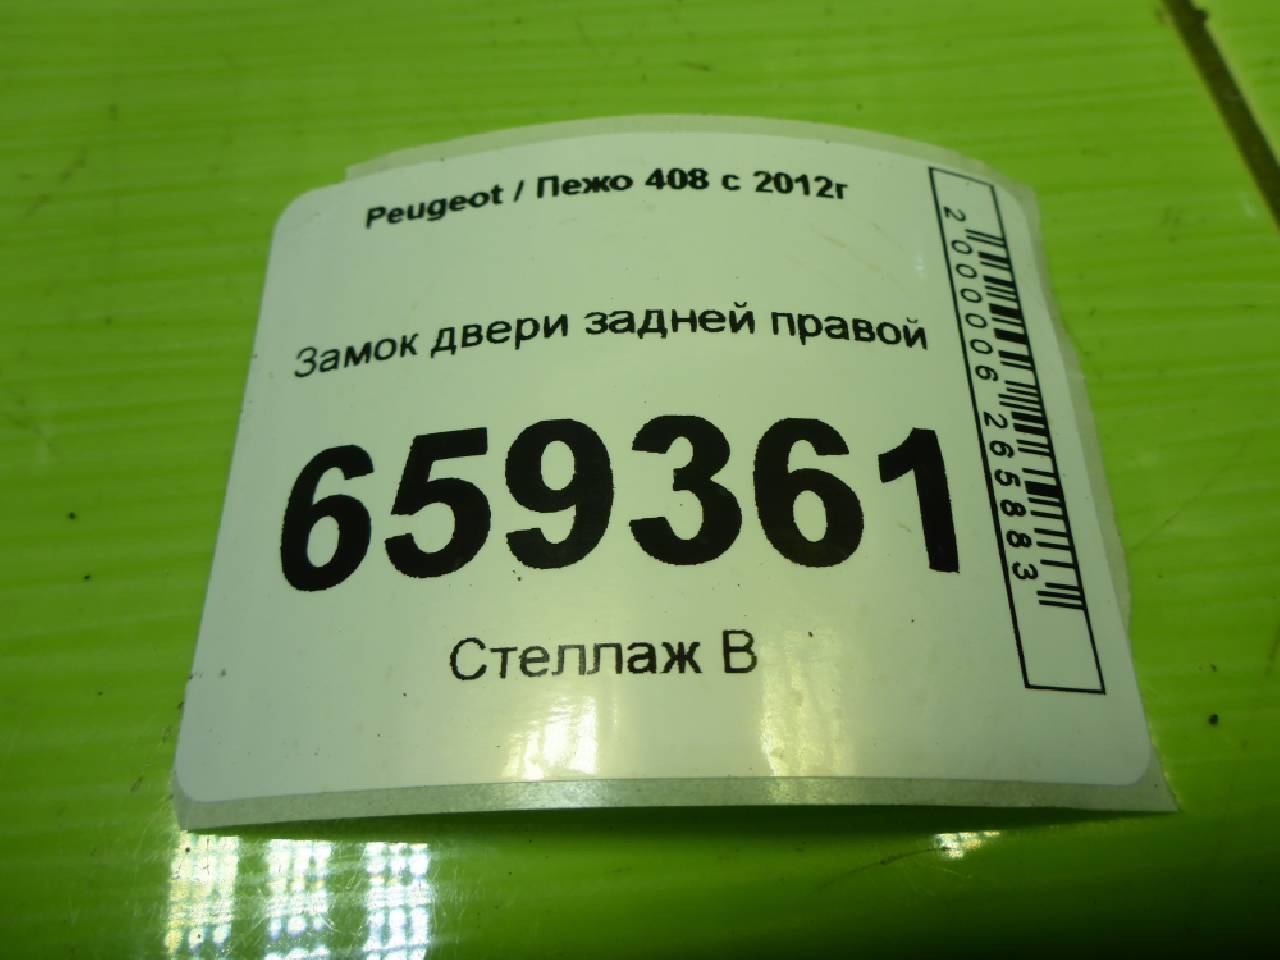 Peugeot / Пежо 408 с 2012г
Замок двери задней правой
659361
Стеллаж В
2000006265883